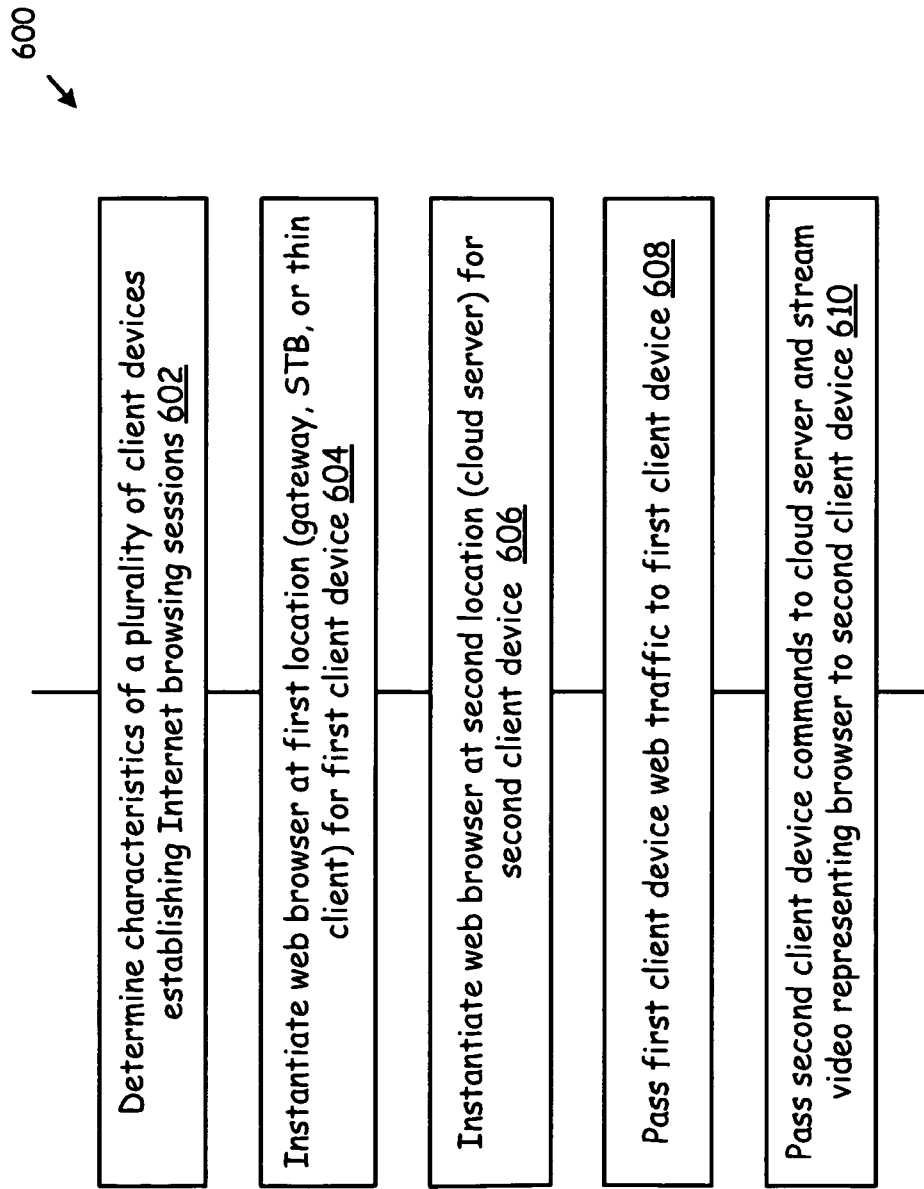 600
Determine characteristics of a plurality of client devices
establishing Internet browsing sessions 602
Instantiate web browser at first location (gateway, STB, or thin
client) for first client device 604
Instantiate web browser at second location (cloud server) for
second client device 606
Pass first client device web traffic to first client device 608
Pass second client device commands to cloud server and stream
video representing browser to second client device 610